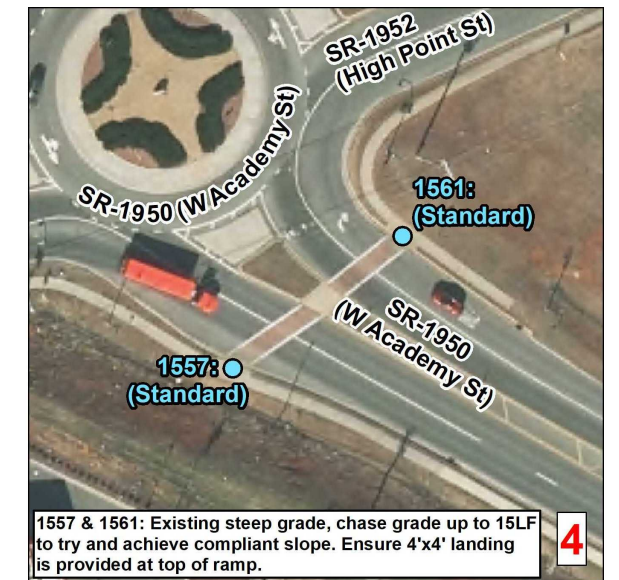 SR-1952
(High Point St)
SR-1950 (W Academy St)
1561:
(Standard)
SR-1950
(W Academy St)
1557:
(Standard)
1557 & 1561: Existing steep grade, chase grade up to 15LF
to try and achieve compliant slope. Ensure 4'x4' landing
is provided at top of ramp.
4